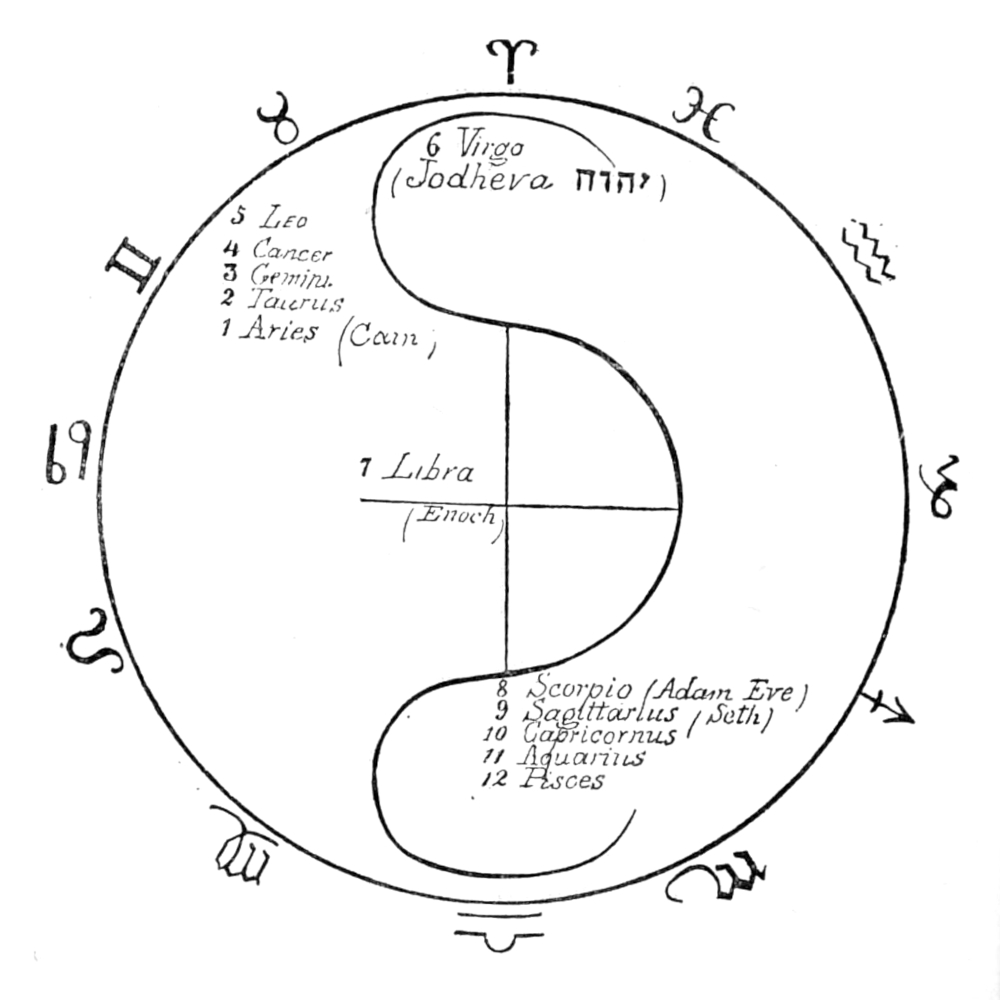 6 Virgo
(Jodheva יהוה)
5 Leo
4 Cancer
3 Gemini.
2 Taurus
1 Aries (Cain)
7 Libra
(Enoch)
8 Scorpio (Adam Eve)
9 Sagittarius (Seth)
10 Capricornus
11 Aquarius
12 Pisces